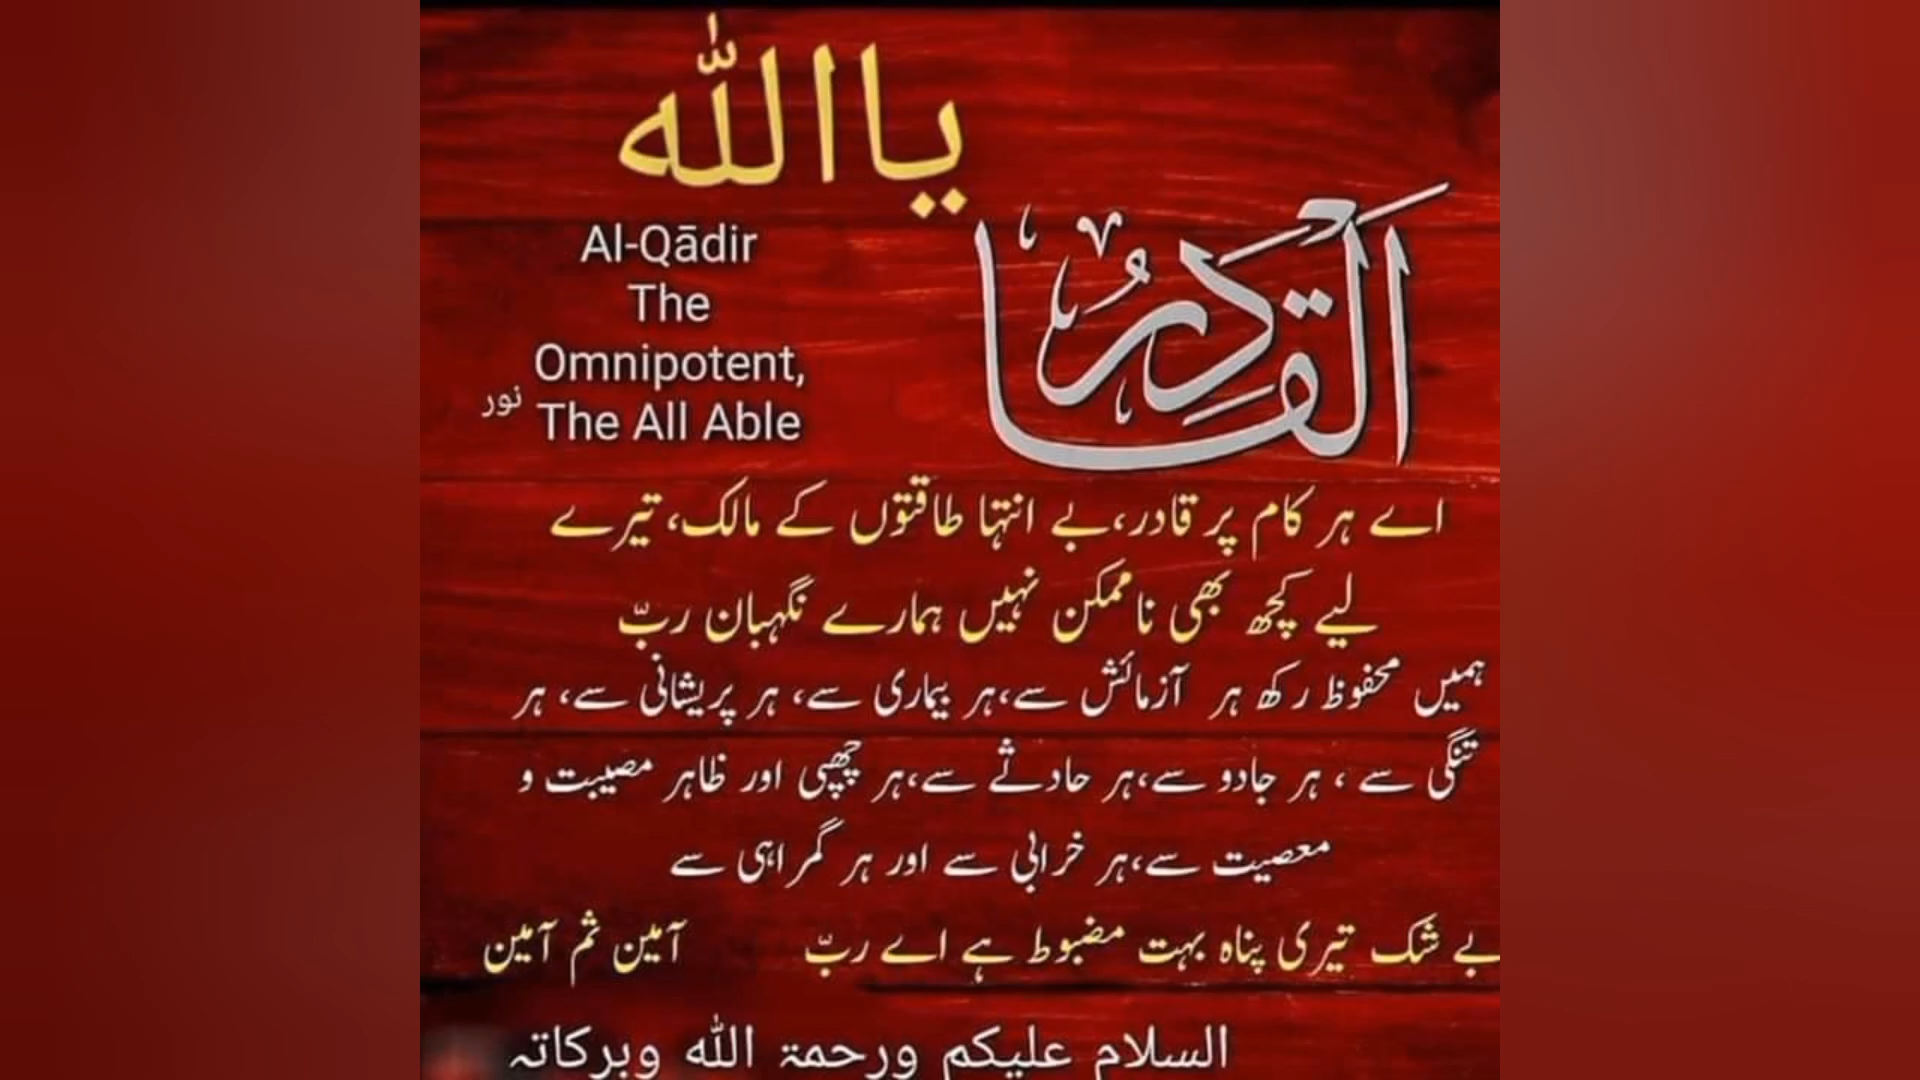 یااللہ
Al-Qādir
The
Omnipotent,
The All Able
نور
اَلْقَادِرُ
اے ہر کام پر قادر،بے انتہا طاقتوں کے مالک،تیرے
لیے کچھ بھی ناممکن نہیں ہمارے نگہبان ربّ
ہمیں محفوظ رکھ ہر آزمائش سے،ہر بیماری سے، ہر پریشانی سے، ہر
تنگی سے ، ہر جادو سے،ہر حادثے سے،ہر چھپی اور ظاہر مصیبت و
معصیت سے،ہر خرابی سے اور ہر گمراہی سے
بے شک تیری پناہ بہت مضبوط ہے اے ربّ آمین ثم آمین
السلام علیکم ورحمۃ اللہ وبرکاتہ